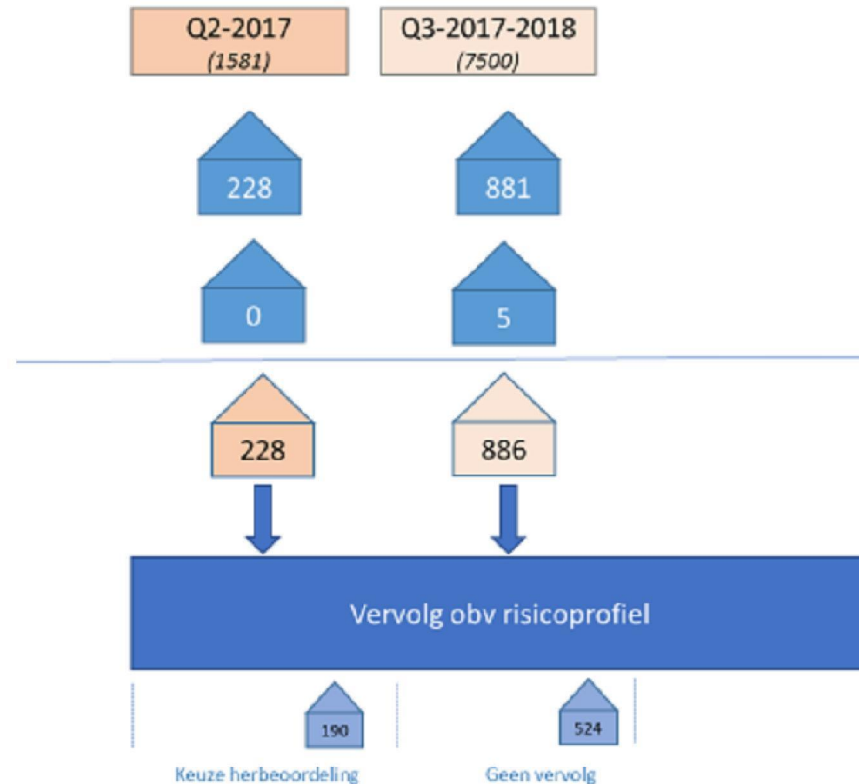 Q2-2017
(1581)
Q3-2017-2018
(7500)
228
881
0
5
228
886
Vervolg obv risicoprofiel
190
524
Keuze herbeoordeling
Geen vervolg